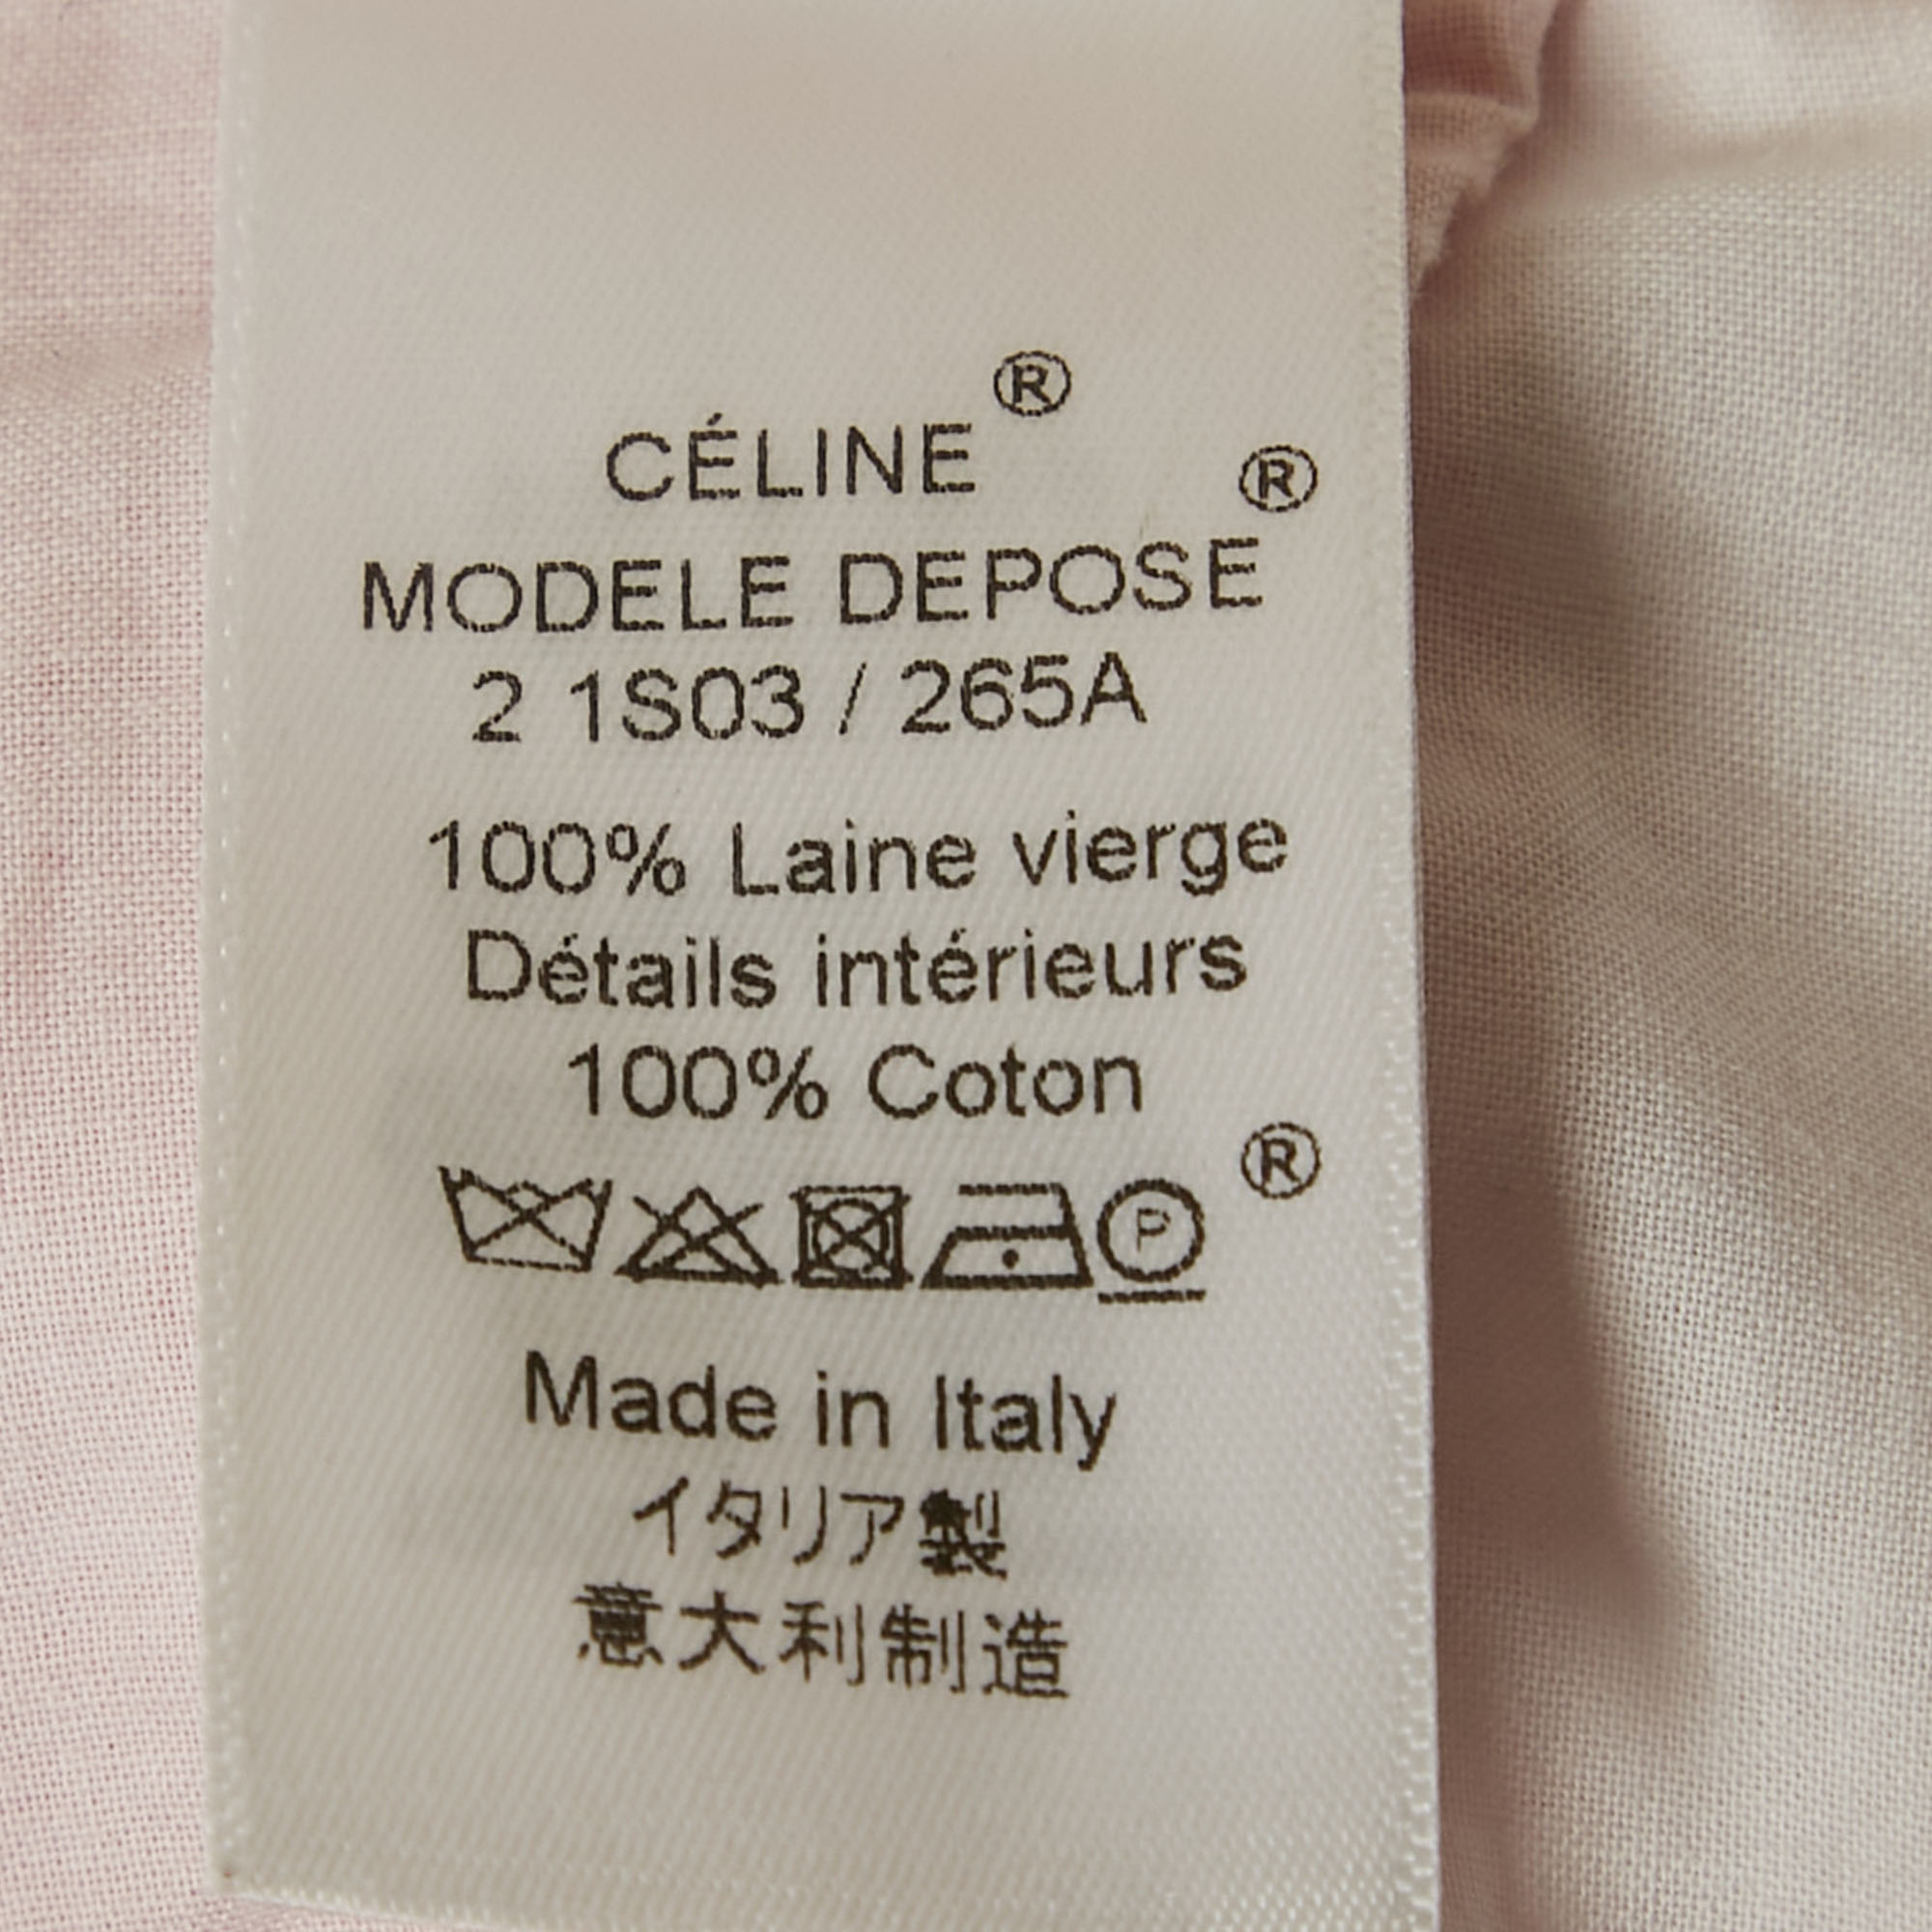 CÉLINE®
MODELE DEPOSE®
2 1S03 / 265A
100% Laine vierge
Détails intérieurs
100% Coton
P ®
Made in Italy
イタリア製
意大利制造